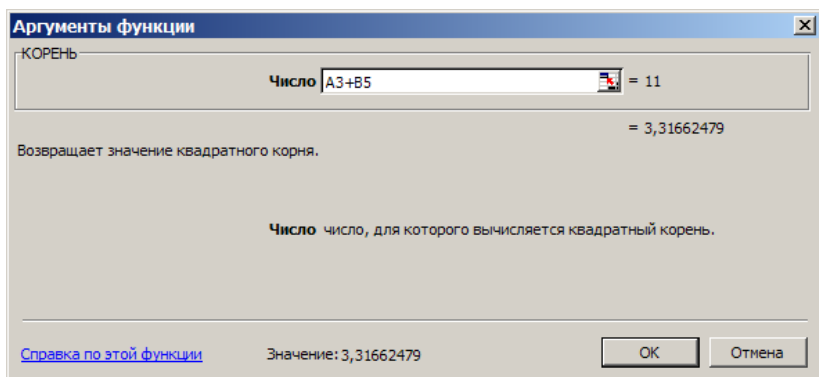 Аргументы функции
КОРЕНЬ
Число A3+B5 = 11
= 3,31662479
Возвращает значение квадратного корня.
Число число, для которого вычисляется квадратный корень.
Справка по этой функции Значение: 3,31662479 ОК Отмена